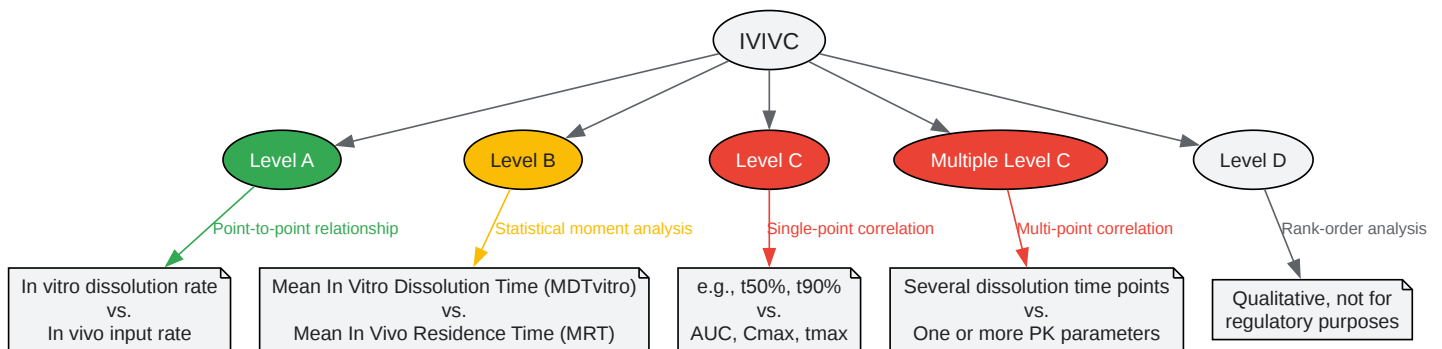 IVIVC
Level A
Level B
Level C
Multiple Level C
Level D
Point-to-point relationship
Statistical moment analysis
Single-point correlation
Multi-point correlation
Rank-order analysis
In vitro dissolution rate
vs.
In vivo input rate
Mean In Vitro Dissolution Time (MDTvitro)
vs.
Mean In Vivo Residence Time (MRT)
e.g., t50%, t90%
vs.
AUC, Cmax, tmax
Several dissolution time points
vs.
One or more PK parameters
Qualitative, not for
regulatory purposes